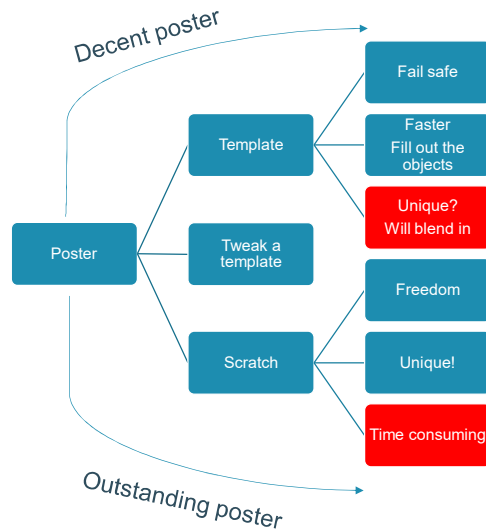 Decent poster
Fail safe
Faster
Fill out the
objects
Template
Unique?
Will blend in
Poster
Tweak a
template
Freedom
Scratch
Unique!
Time consuming
Outstanding poster